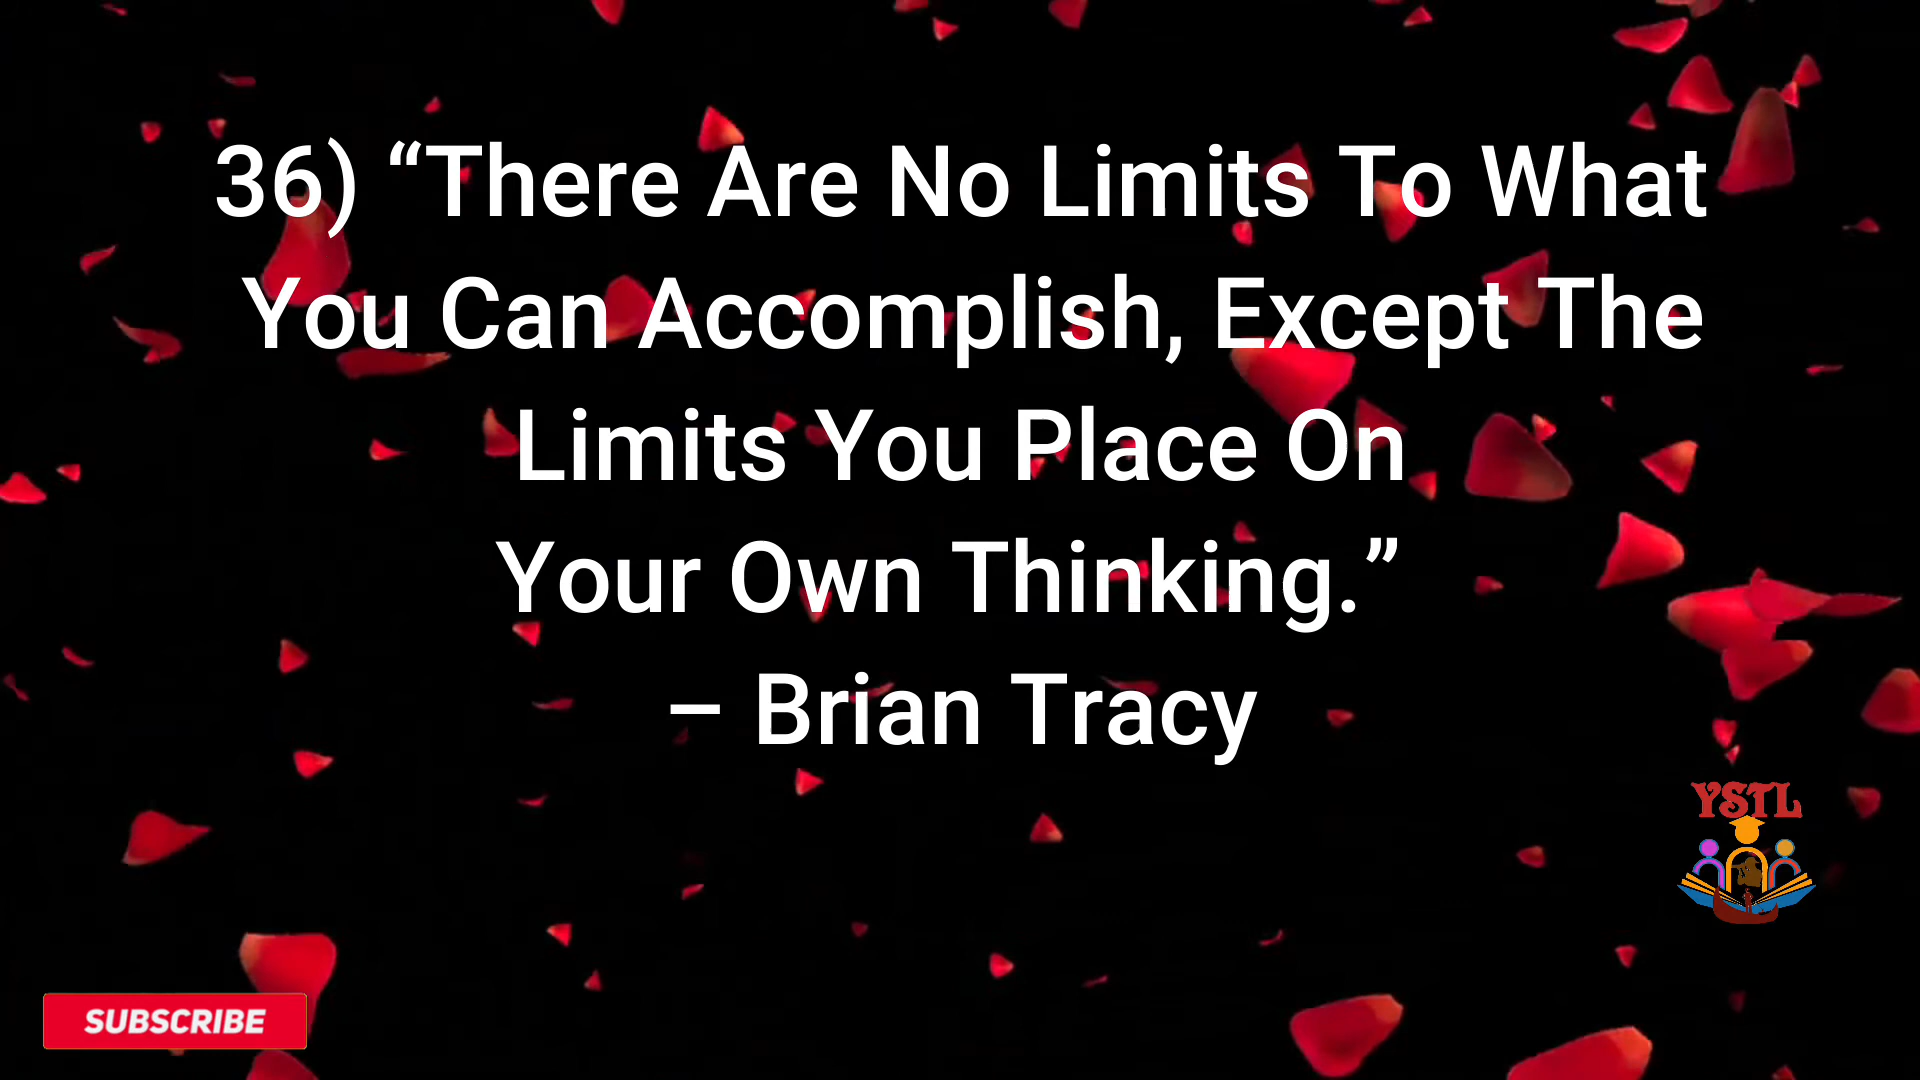 36) “There Are No Limits To What
You Can Accomplish, Except The
Limits You Place On
Your Own Thinking.”
– Brian Tracy
YSTL
SUBSCRIBE